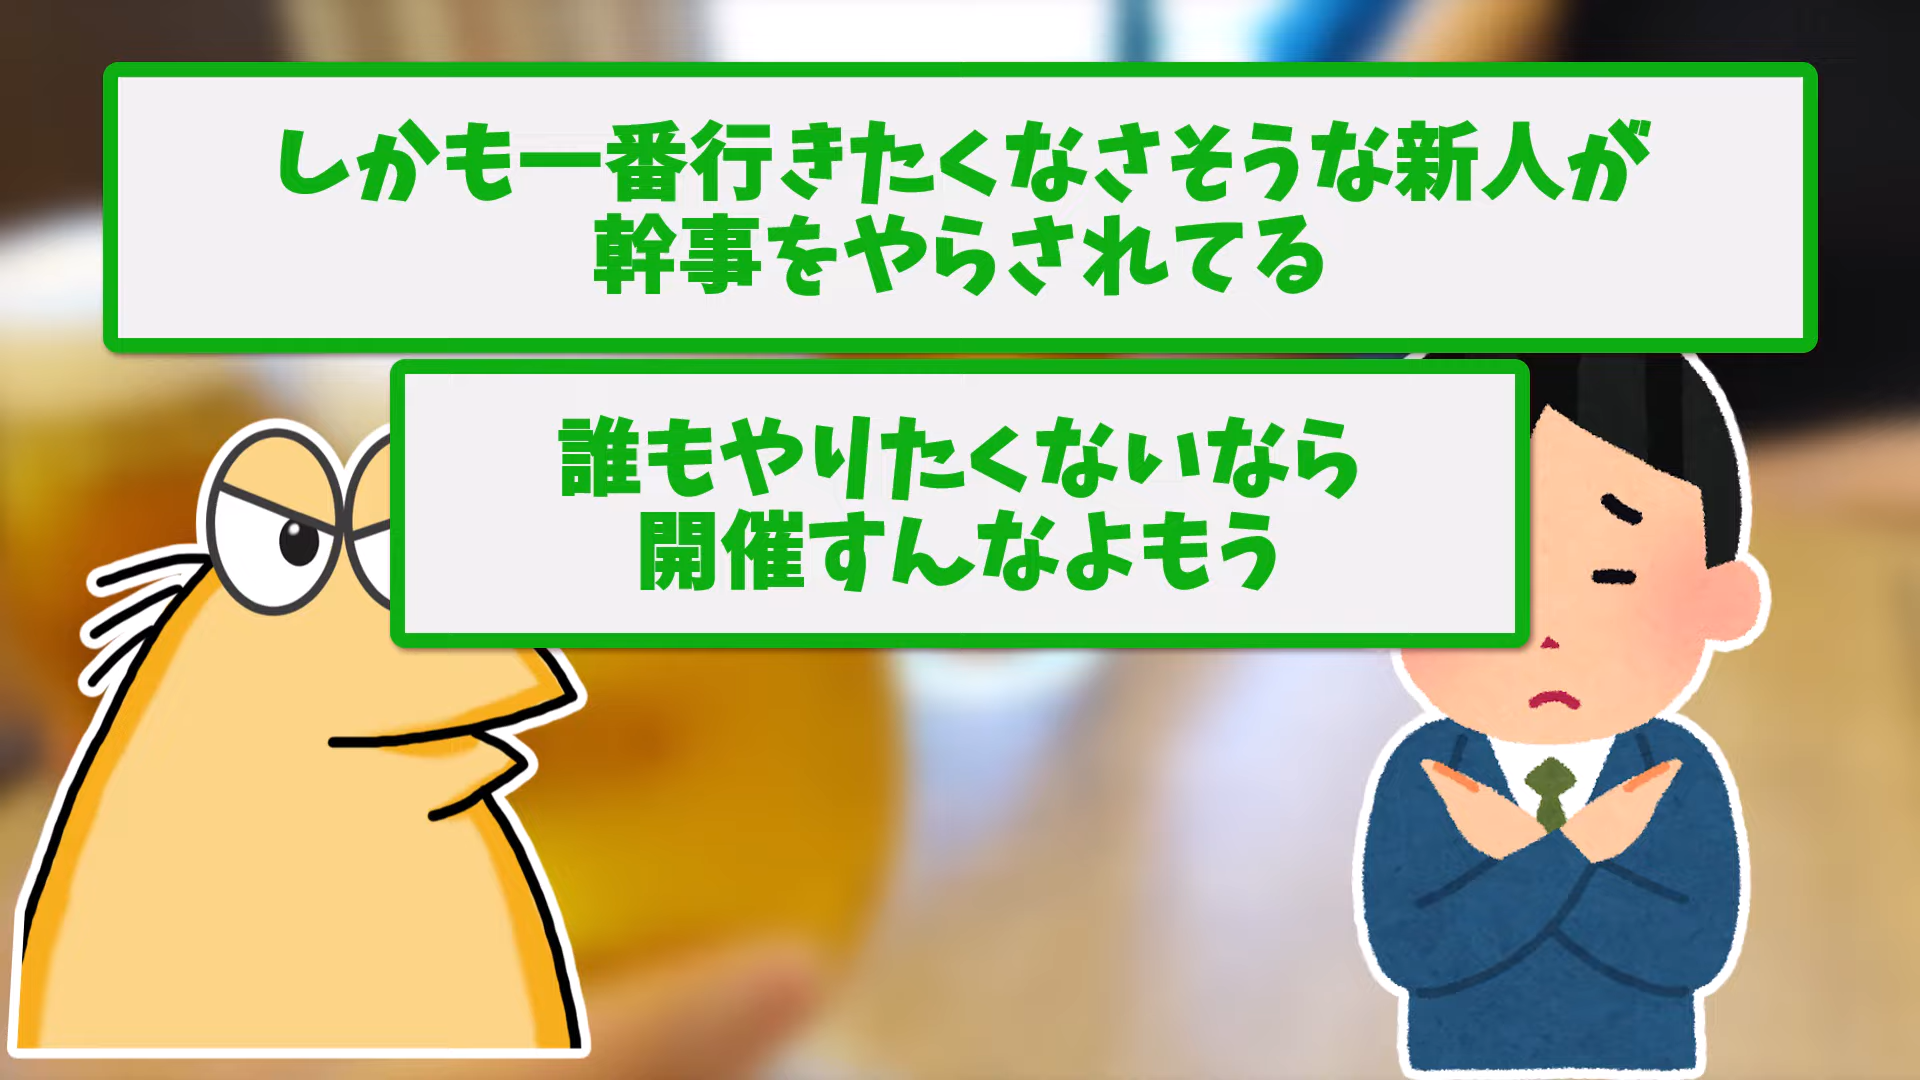 しかも一番行きたくなさそうな新人が
幹事をやらされてる
誰もやりたくないなら
開催すんなよもう